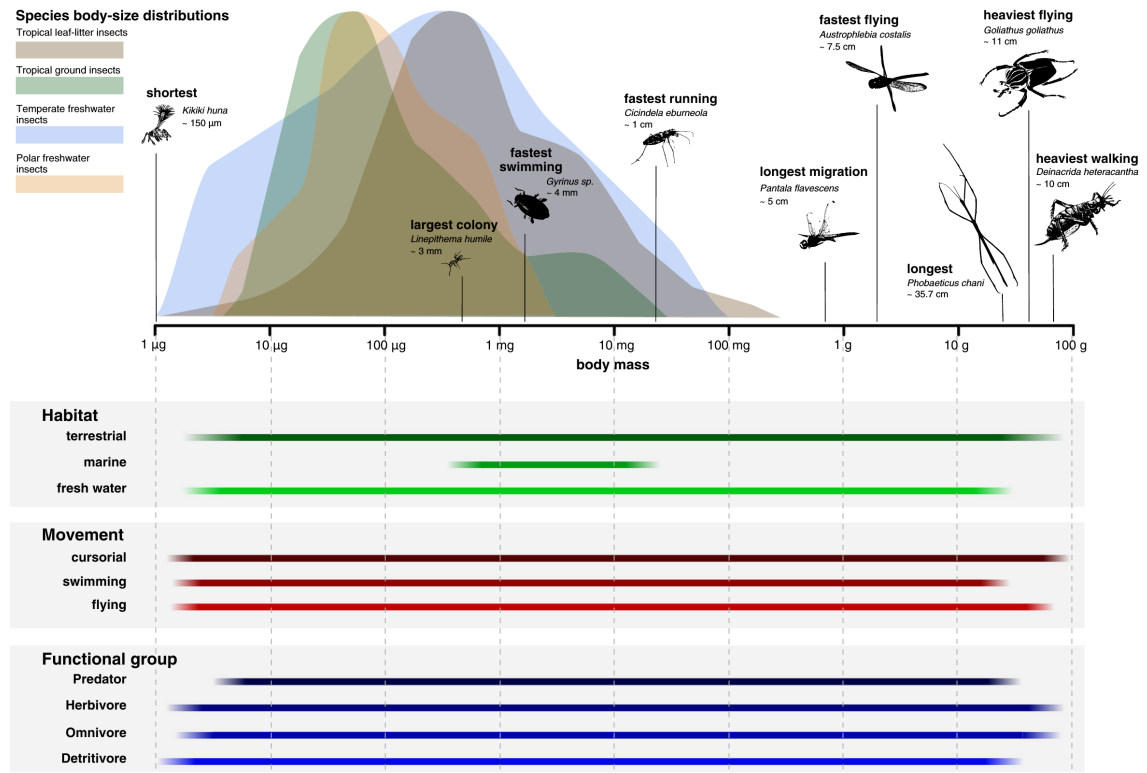 Species body-size distributions
Tropical leaf-litter insects
Tropical ground insects
Temperate freshwater
insects
Polar freshwater
insects
shortest
Kikiki huna
~ 150 µm
largest colony
Linepithema humile
~ 3 mm
fastest
swimming
Gyrinus sp.
~ 4 mm
fastest running
Cicindela eburneola
~ 1 cm
longest migration
Pantala flavescens
~ 5 cm
fastest flying
Austrophlebia costalis
~ 7.5 cm
longest
Phobaeticus chani
~ 35.7 cm
heaviest flying
Goliathus goliathus
~ 11 cm
heaviest walking
Deinacrida heteracantha
~ 10 cm
1 µg 10 µg 100 µg 1 mg 10 mg 100 mg 1 g 10 g 100 g
body mass
Habitat
terrestrial
marine
fresh water
Movement
cursorial
swimming
flying
Functional group
Predator
Herbivore
Omnivore
Detritivore